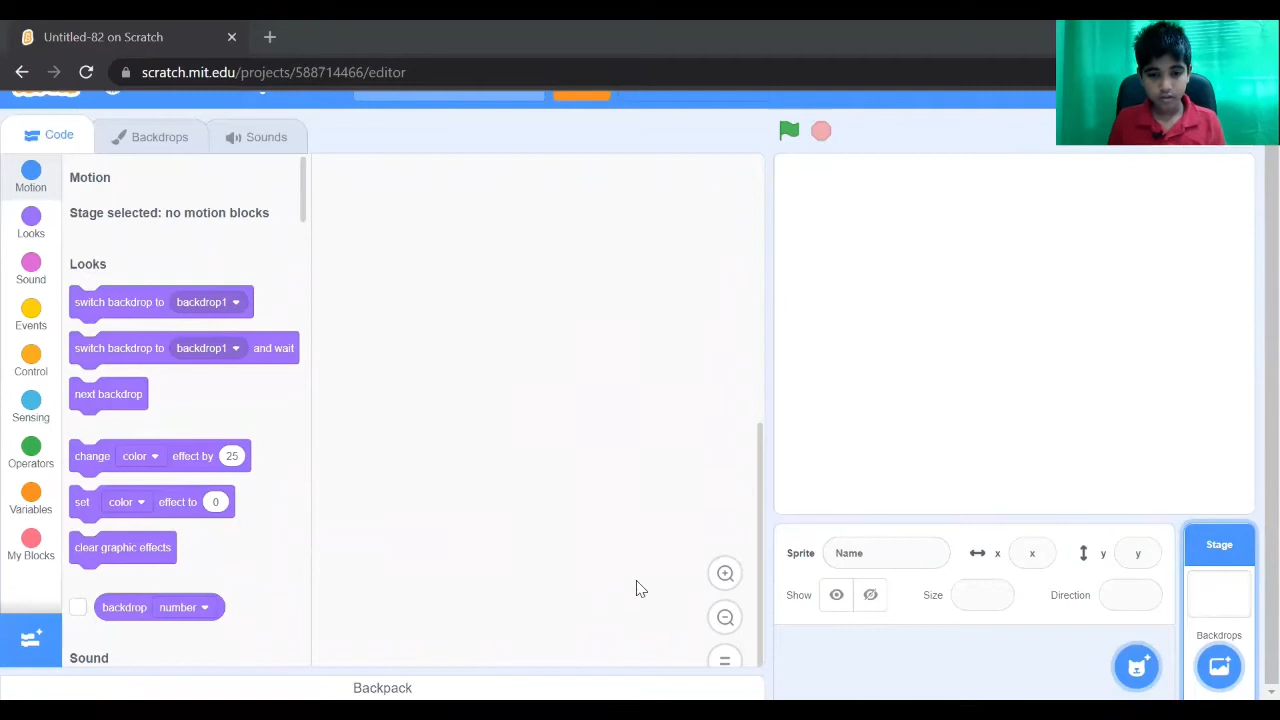 Untitled-82 on Scratch
scratch.mit.edu/projects/588714466/editor
Code
Backdrops
Sounds
Motion
Looks
Sound
Events
Control
Sensing
Operators
Variables
My Blocks
Motion
Stage selected: no motion blocks
Looks
switch backdrop to backdrop1
switch backdrop to backdrop1 and wait
next backdrop
change color effect by 25
set color effect to 0
clear graphic effects
backdrop number
Sound
Backpack
Sprite Name x x y y
Show Size Direction
Stage
Backdrops